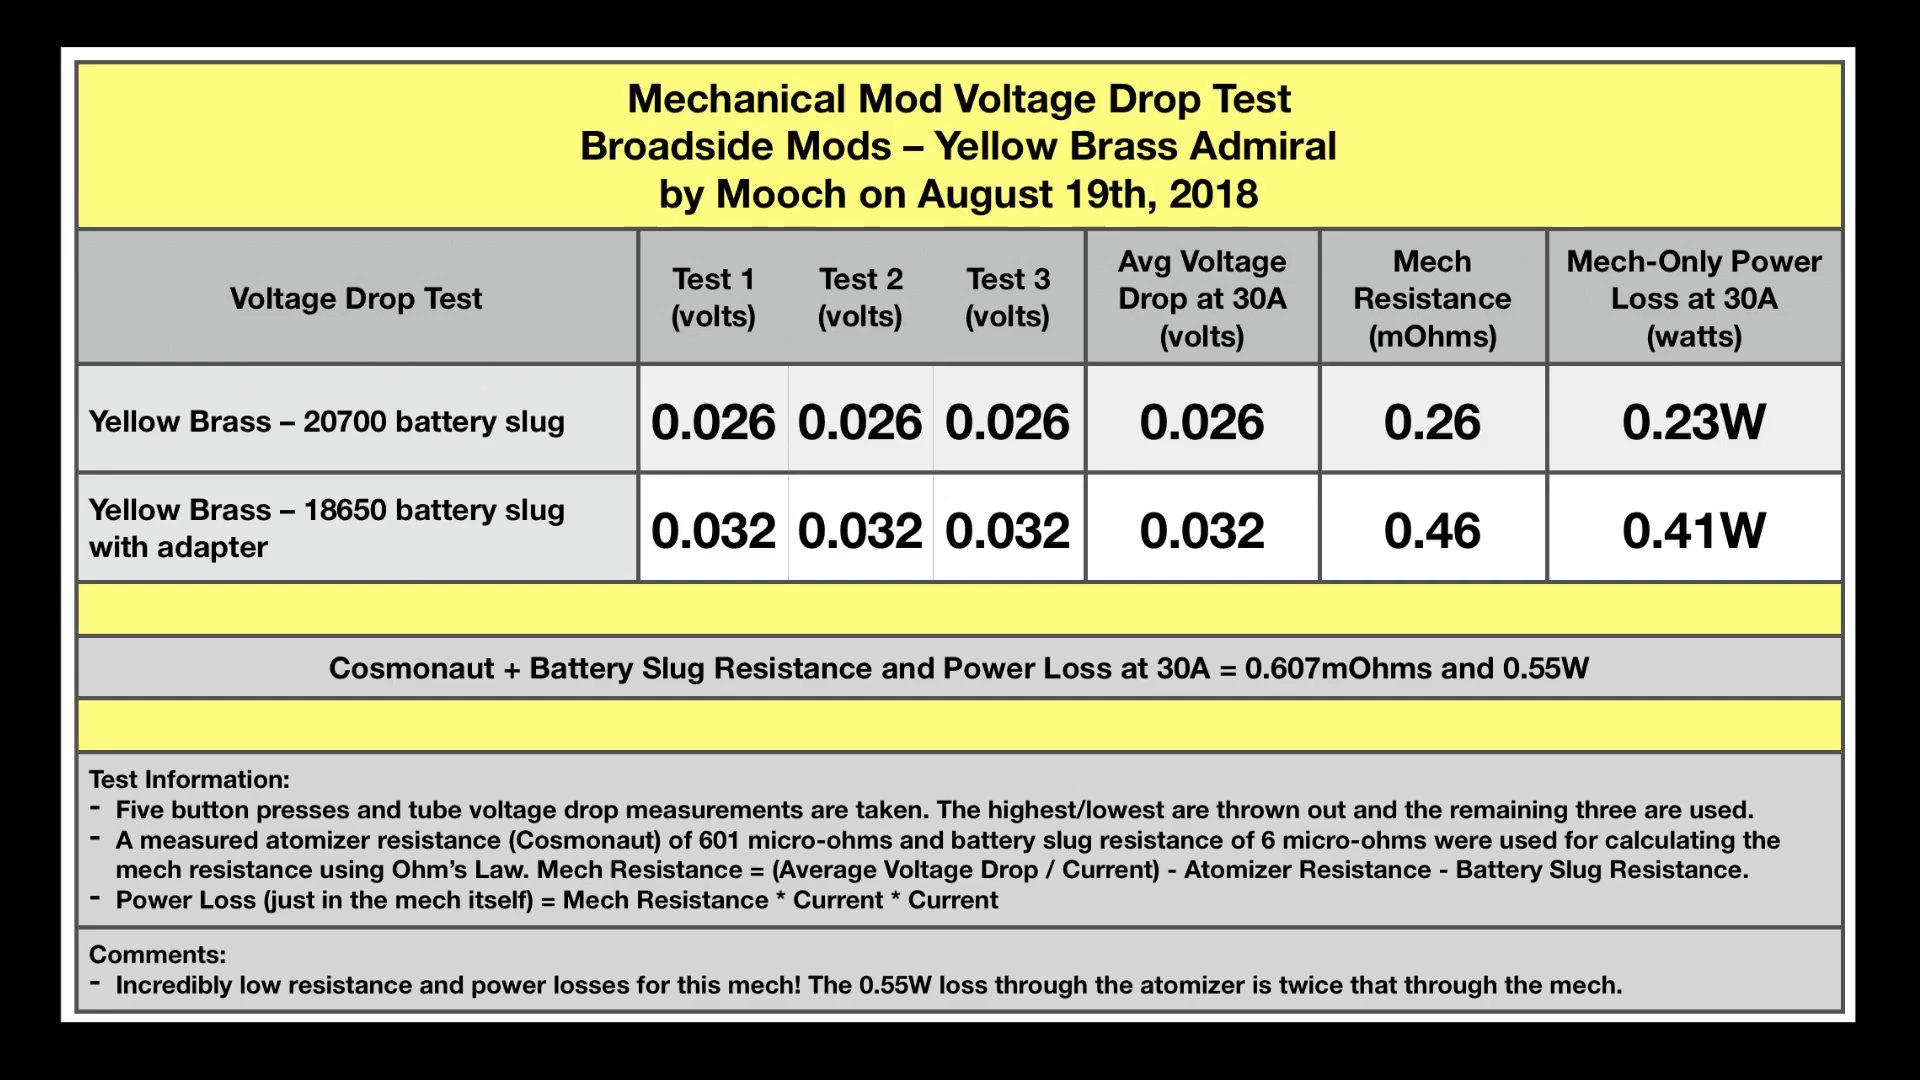 Mechanical Mod Voltage Drop Test
Broadside Mods – Yellow Brass Admiral
by Mooch on August 19th, 2018
Voltage Drop Test
Test 1
(volts)
Test 2
(volts)
Test 3
(volts)
Avg Voltage
Drop at 30A
(volts)
Mech
Resistance
(mOhms)
Mech-Only Power
Loss at 30A
(watts)
Yellow Brass – 20700 battery slug
0.026
0.026
0.026
0.026
0.26
0.23W
Yellow Brass – 18650 battery slug
with adapter
0.032
0.032
0.032
0.032
0.46
0.41W
Cosmonaut + Battery Slug Resistance and Power Loss at 30A = 0.607mOhms and 0.55W
Test Information:
- Five button presses and tube voltage drop measurements are taken. The highest/lowest are thrown out and the remaining three are used.
- A measured atomizer resistance (Cosmonaut) of 601 micro-ohms and battery slug resistance of 6 micro-ohms were used for calculating the
mech resistance using Ohm’s Law. Mech Resistance = (Average Voltage Drop / Current) - Atomizer Resistance - Battery Slug Resistance.
- Power Loss (just in the mech itself) = Mech Resistance * Current * Current
Comments:
- Incredibly low resistance and power losses for this mech! The 0.55W loss through the atomizer is twice that through the mech.